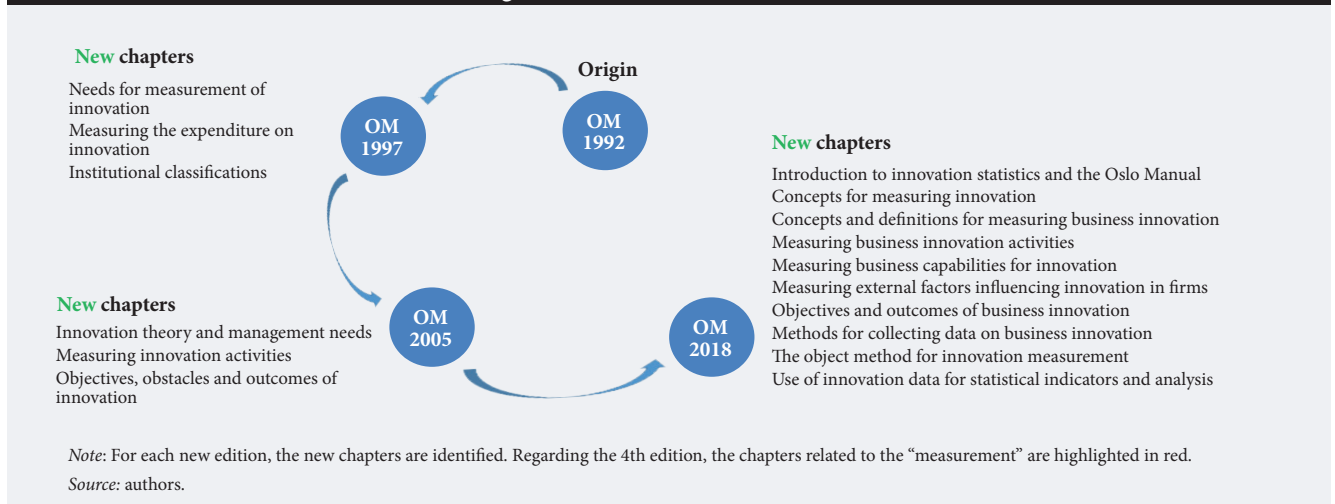 New chapters
Needs for measurement of
innovation
Measuring the expenditure on
innovation
Institutional classifications
OM
1997
Origin
OM
1992
New chapters
Introduction to innovation statistics and the Oslo Manual
Concepts for measuring innovation
Concepts and definitions for measuring business innovation
Measuring business innovation activities
Measuring business capabilities for innovation
Measuring external factors influencing innovation in firms
Objectives and outcomes of business innovation
Methods for collecting data on business innovation
The object method for innovation measurement
Use of innovation data for statistical indicators and analysis
New chapters
Innovation theory and management needs
Measuring innovation activities
Objectives, obstacles and outcomes of
innovation
OM
2005
OM
2018
Note: For each new edition, the new chapters are identified. Regarding the 4th edition, the chapters related to the “measurement” are highlighted in red.
Source: authors.